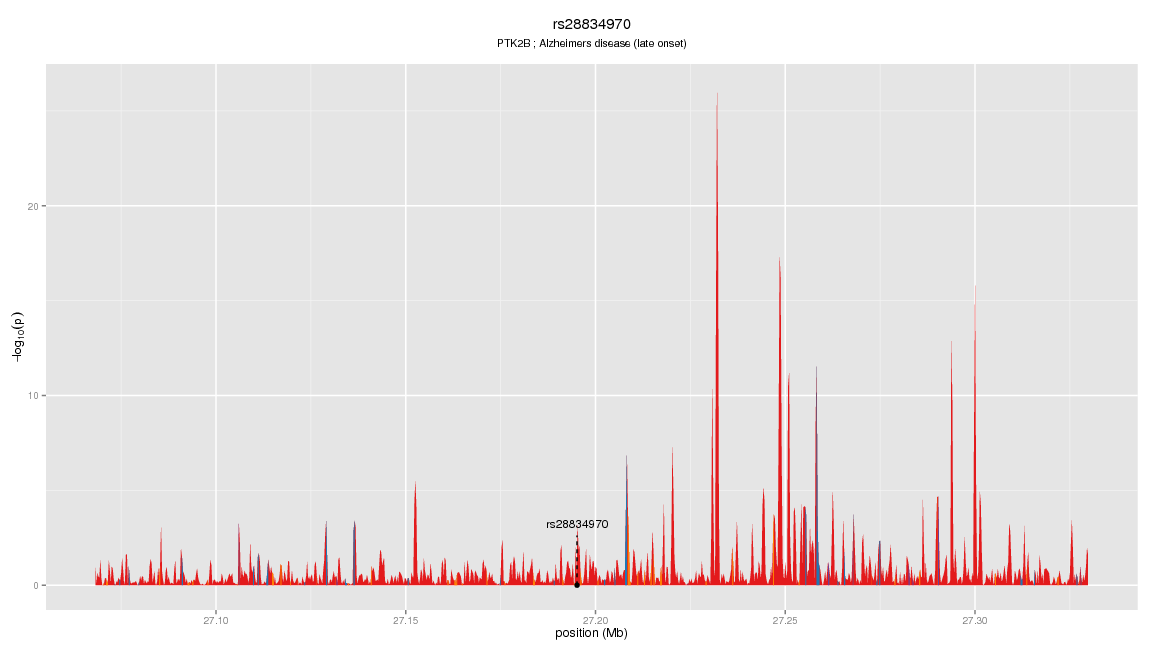 rs28834970
PTK2B ; Alzheimers disease (late onset)
−log10(p)
20
10
0
rs28834970
27.10
27.15
27.20
27.25
27.30
position (Mb)